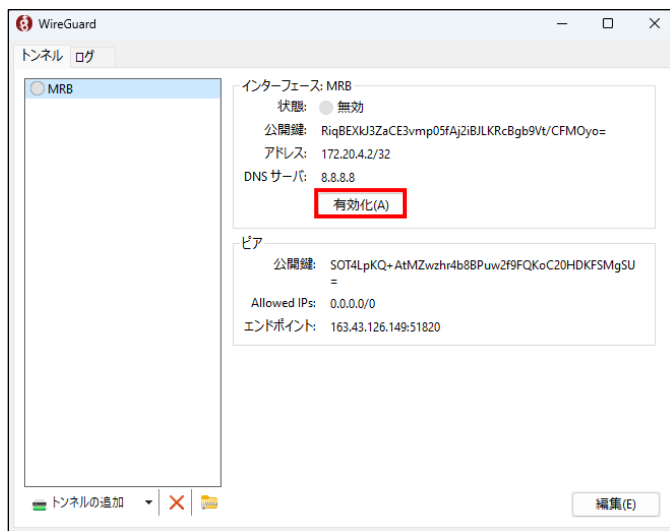 WireGuard
トンネル ログ
MRB
インターフェース: MRB
状態: 無効
公開鍵: RiqBEXkJ3ZaCE3vmp05fAj2iBJLKRcBgb9Vt/CFMOyo=
アドレス: 172.20.4.2/32
DNS サーバ: 8.8.8.8
有効化(A)
ピア
公開鍵: SOT4LpKQ+AtMZwzhr4b8BPuw2f9FQKoC20HDKFSMgSU
=
Allowed IPs: 0.0.0.0/0
エンドポイント: 163.43.126.149:51820
トンネルの追加
編集(E)